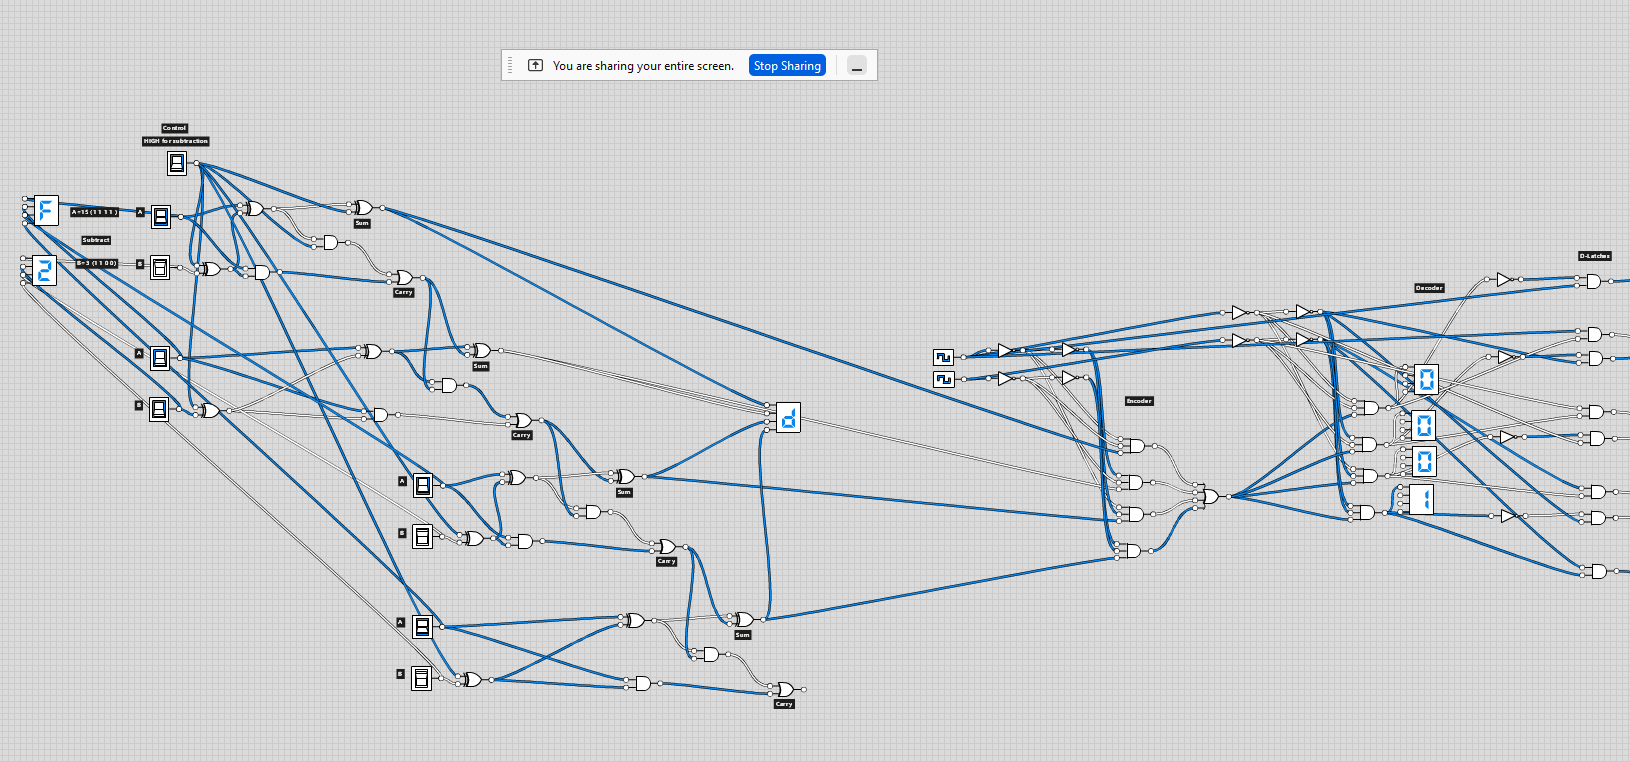 You are sharing your entire screen. Stop Sharing
Control
HIGH for subtraction
F
A=15 (1 1 1 1)
A
Subtract
2
B=3 (1 1 0 0)
B
Sum
Carry
A
B
Sum
Carry
d
A
B
Sum
Carry
A
B
Sum
Carry
Encoder
Decoder
D-Latches
0
0
0
1